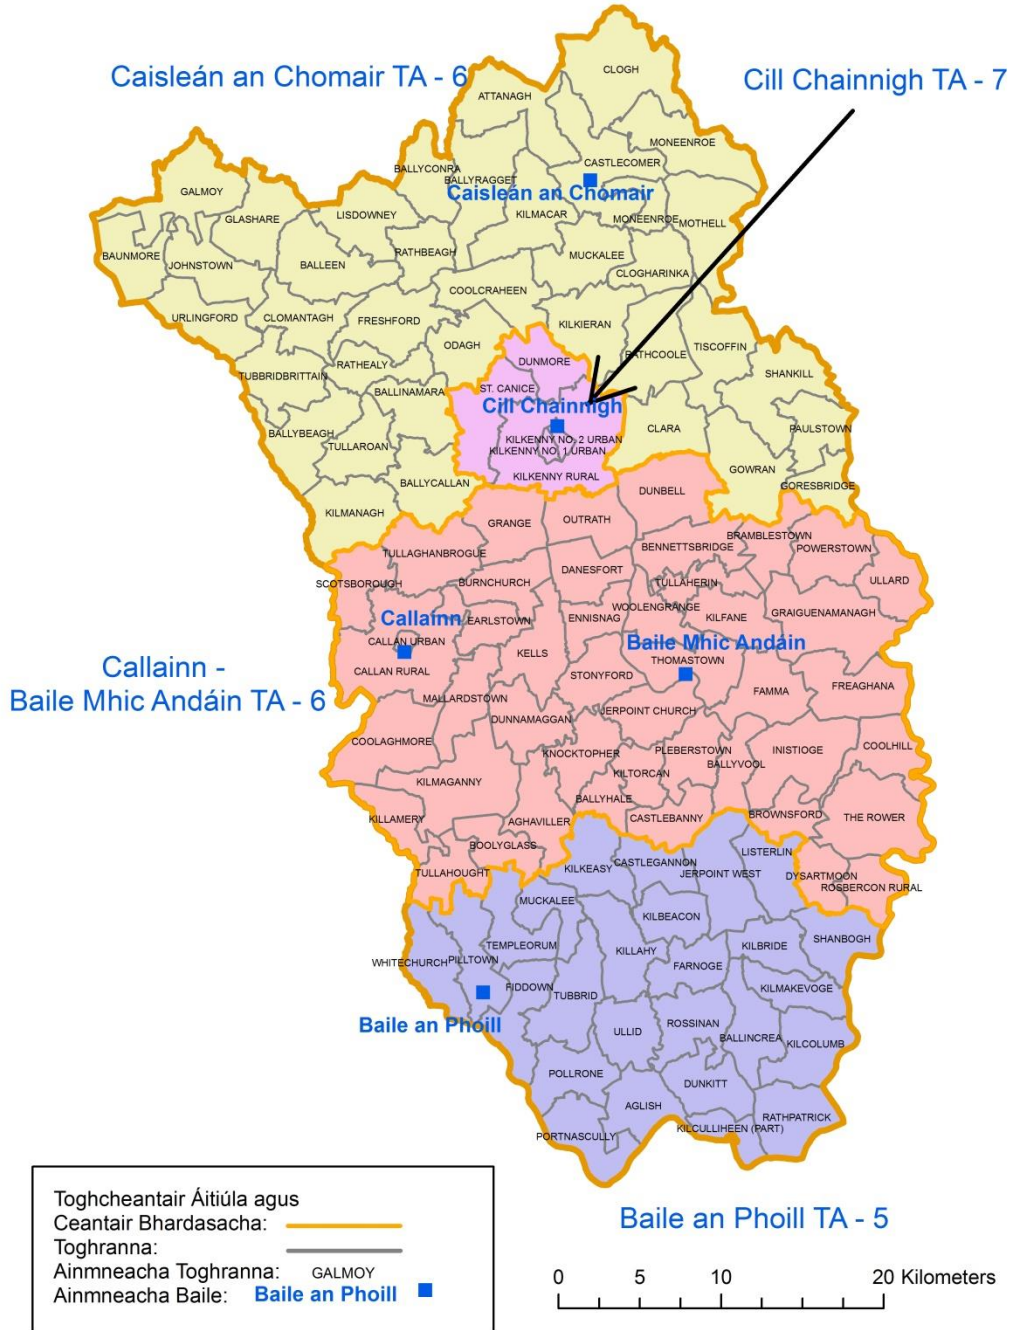 Caisleán an Chomair TA - 6
Cill Chainnigh TA - 7
CLOGH
ATTANAGH
MONEENROE
CASTLECOMER
BALLYCONRA
BALLYRAGGET
GALMOY
Caisleán an Chomair
LISDOWNEY
GLASHARE
KILMACAR
MONEENROE
MOTHELL
BAUNMORE
RATHBEAGH
MUCKALEE
JOHNSTOWN
BALLEEN
CLOGHARINKA
COOLCRAHEEN
URLINGFORD
CLOMANTAGH
FRESHFORD
KILKIERAN
ODAGH
TISCOFFIN
RATHCOOLE
DUNMORE
RATHEALY
SHANKILL
TUBBRIDBRITTAIN
BALLINAMARA
ST. CANICE
Cill Chainnigh
CLARA
PAULSTOWN
BALLYBEAGH
TULLAROAN
KILKENNY NO. 2 URBAN
KILKENNY NO. 1 URBAN
GOWRAN
KILKENNY RURAL
BALLYCALLAN
GORESBRIDGE
DUNBELL
KILMANAGH
GRANGE
OUTRATH
BRAMBLESTOWN
BENNETTSBRIDGE
POWERSTOWN
TULLAGHANBROGUE
DANESFORT
SCOTSBOROUGH
BURNCHURCH
TULLAHERIN
ULLARD
WOOLENGRANGE
GRAIGUENAMANAGH
Callainn
EARLSTOWN
ENNISNAG
KILFANE
CALLAN URBAN
Baile Mhic Andáin
KELLS
THOMASTOWN
CALLAN RURAL
STONYFORD
Callainn -
Baile Mhic Andáin TA - 6
FREAGHANA
FAMMA
MALLARDSTOWN
JERPOINT CHURCH
DUNNAMAGGAN
COOLAGHMORE
KNOCKTOPHER
PLEBERSTOWN
INISTIOGE
COOLHILL
BALLYVOOL
KILTORCAN
KILMAGANNY
BALLYHALE
KILLAMERY
AGHAVILLER
CASTLEBANNY
BROWNSFORD
THE ROWER
BOOLYGLASS
LISTERLIN
TULLAHOUGHT
KILKEASY
CASTLEGANNON
JERPOINT WEST
DYSARTMOON
ROSBERCON RURAL
MUCKALEE
KILBEACON
SHANBOGH
TEMPLEORUM
KILLAHY
KILBRIDE
WHITECHURCH
PILLTOWN
FARNOGE
FIDDOWN
TUBBRID
KILMAKEVOGE
Baile an Phoill
ULLID
ROSSINAN
BALLINCREA
KILCOLUMB
POLLRONE
DUNKITT
AGLISH
RATHPATRICK
PORTNASCULLY
KILCULLIHEEN (PART)
Baile an Phoill TA - 5
Toghcheantair Áitiúla agus
Ceantair Bhardasacha:
Toghranna:
Ainmneacha Toghranna: GALMOY
Ainmneacha Baile: Baile an Phoill
0 5 10 20 Kilometers